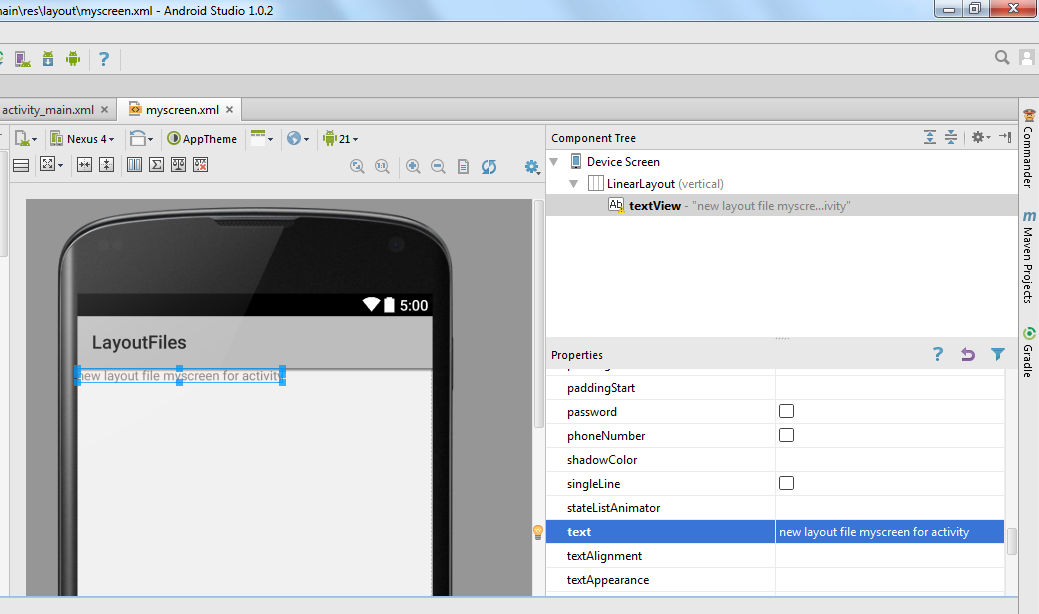 nain\res\layout\myscreen.xml - Android Studio 1.0.2
?
activity_main.xml
myscreen.xml
Nexus 4
AppTheme
21
Component Tree
Device Screen
LinearLayout (vertical)
Ab textView - "new layout file myscre...ivity"
5:00
LayoutFiles
new layout file myscreen for activity
Properties
?
paddingStart
password
phoneNumber
shadowColor
singleLine
stateListAnimator
text new layout file myscreen for activity
textAlignment
textAppearance
Commander
m Maven Projects
Gradle